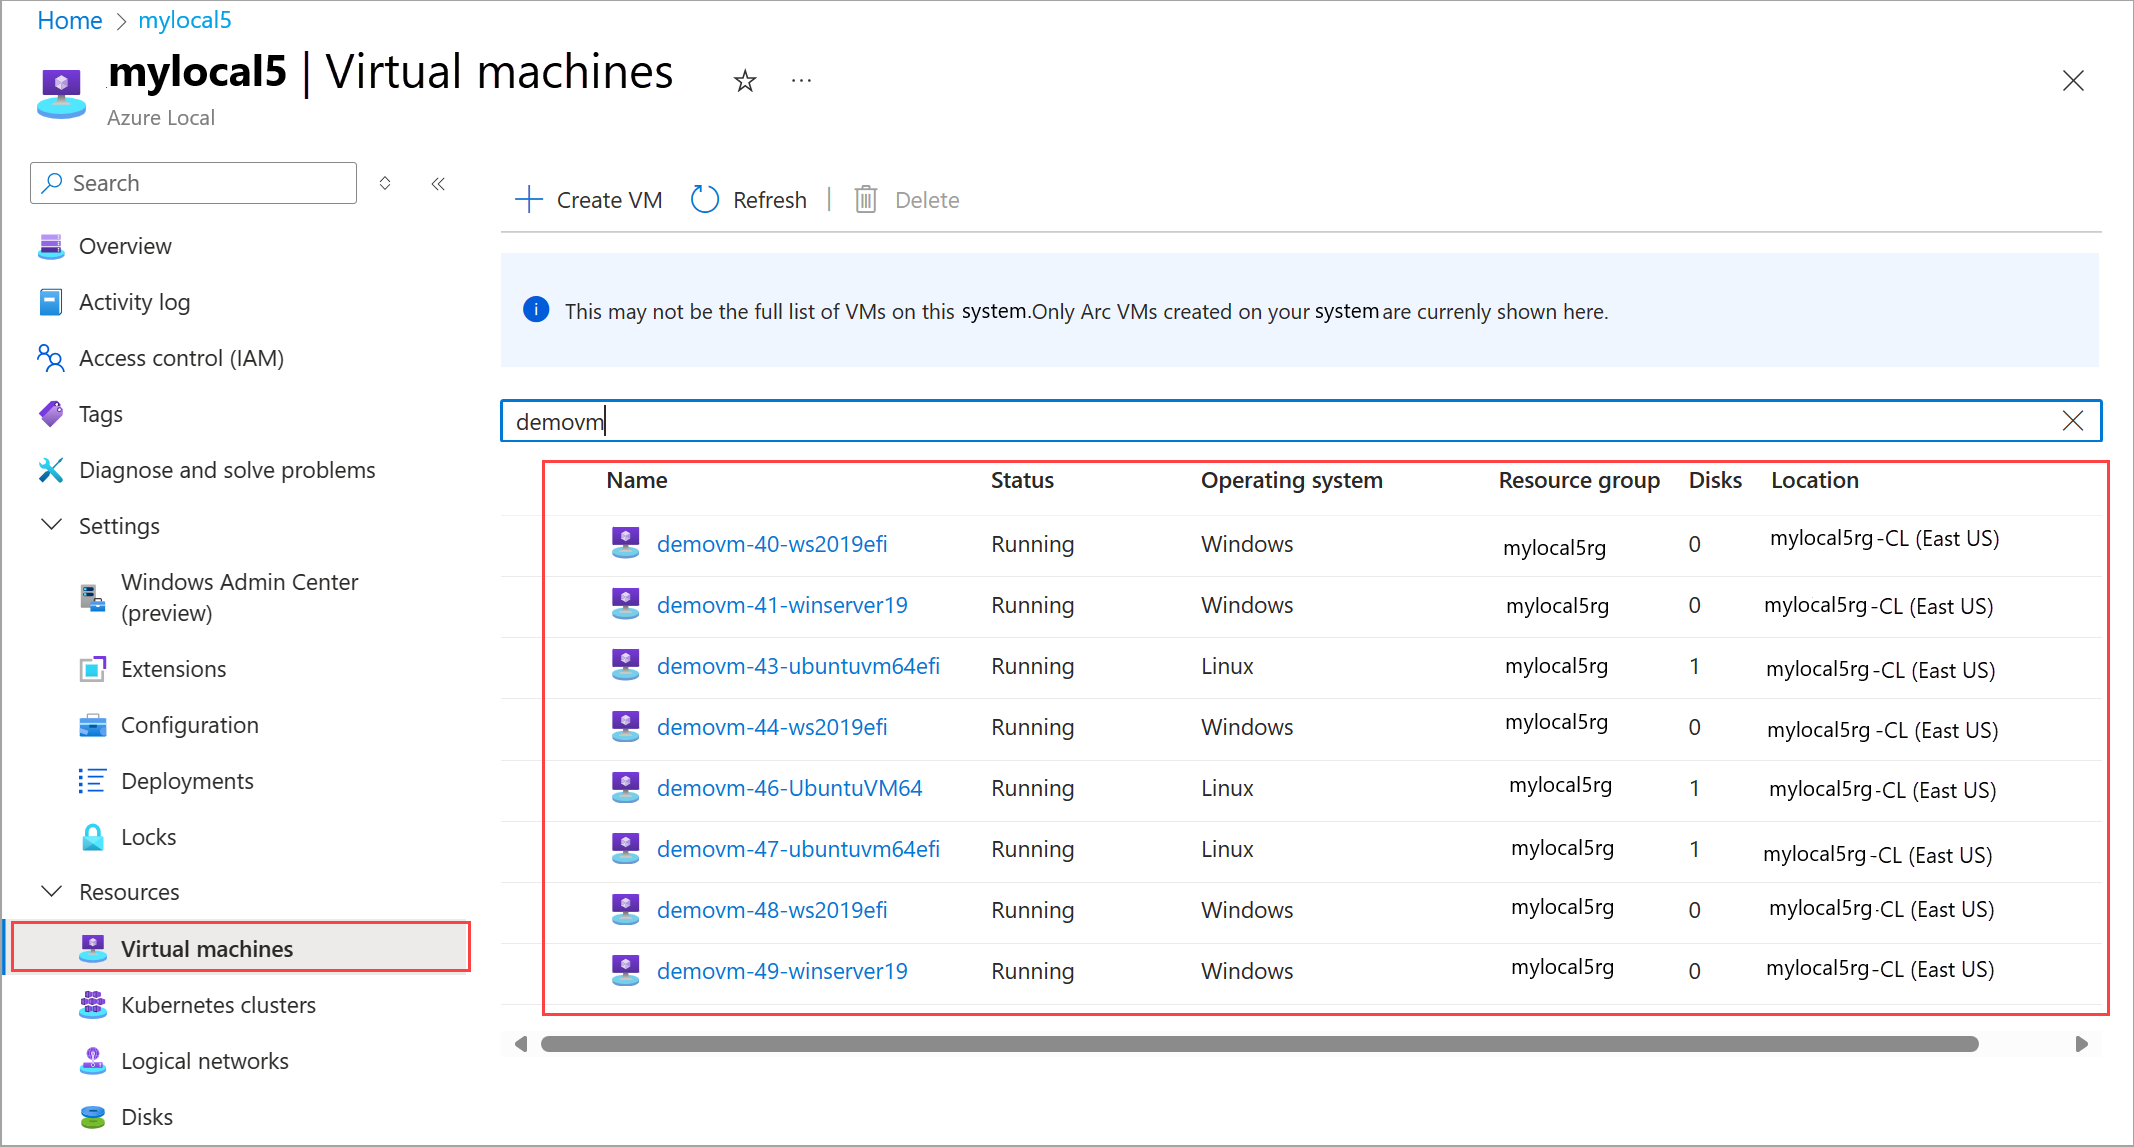 Home > mylocal5
mylocal5 | Virtual machines ☆ ...
Azure Local
Search
Overview
Activity log
Access control (IAM)
Tags
Diagnose and solve problems
Settings
Windows Admin Center
(preview)
Extensions
Configuration
Deployments
Locks
Resources
Virtual machines
Kubernetes clusters
Logical networks
Disks
Create VM Refresh | Delete
This may not be the full list of VMs on this system.Only Arc VMs created on your system are currenly shown here.
demovm
Name Status Operating system Resource group Disks Location
demovm-40-ws2019efi Running Windows mylocal5rg 0 mylocal5rg-CL (East US)
demovm-41-winserver19 Running Windows mylocal5rg 0 mylocal5rg-CL (East US)
demovm-43-ubuntuvm64efi Running Linux mylocal5rg 1 mylocal5rg-CL (East US)
demovm-44-ws2019efi Running Windows mylocal5rg 0 mylocal5rg -CL (East US)
demovm-46-UbuntuVM64 Running Linux mylocal5rg 1 mylocal5rg-CL (East US)
demovm-47-ubuntuvm64efi Running Linux mylocal5rg 1 mylocal5rg-CL (East US)
demovm-48-ws2019efi Running Windows mylocal5rg 0 mylocal5rg-CL (East US)
demovm-49-winserver19 Running Windows mylocal5rg 0 mylocal5rg-CL (East US)